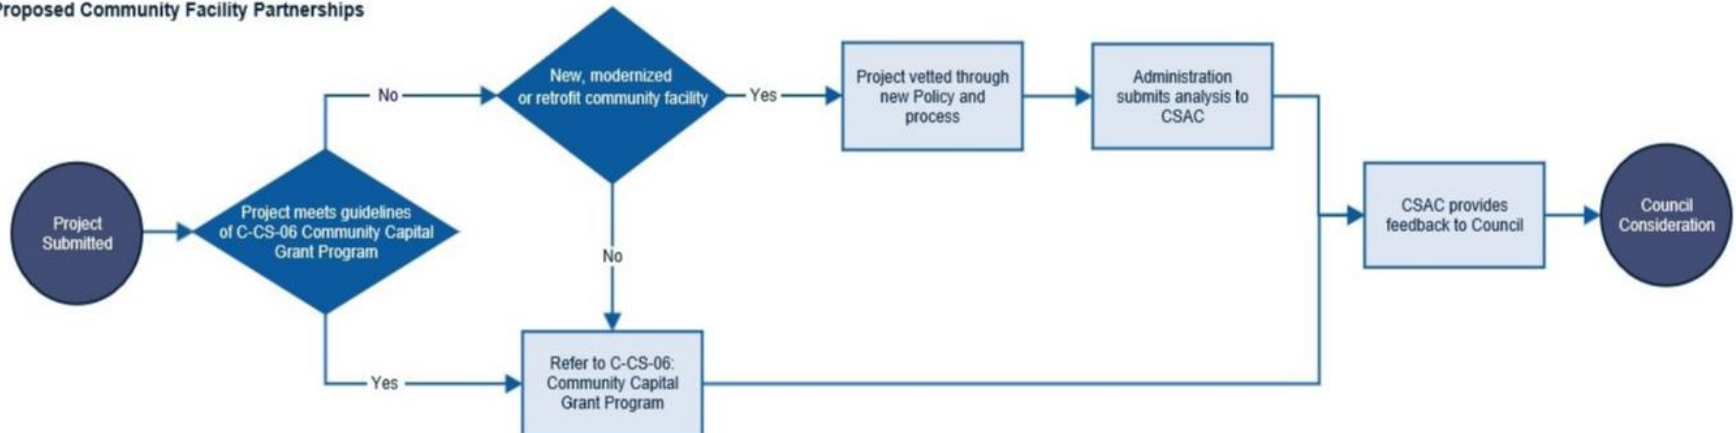 Proposed Community Facility Partnerships
Project
Submitted
Project meets guidelines
of C-CS-06 Community Capital
Grant Program
No
Yes
New, modernized
or retrofit community facility
Yes
No
Project vetted through
new Policy and
process
Administration
submits analysis to
CSAC
Refer to C-CS-06:
Community Capital
Grant Program
CSAC provides
feedback to Council
Council
Consideration